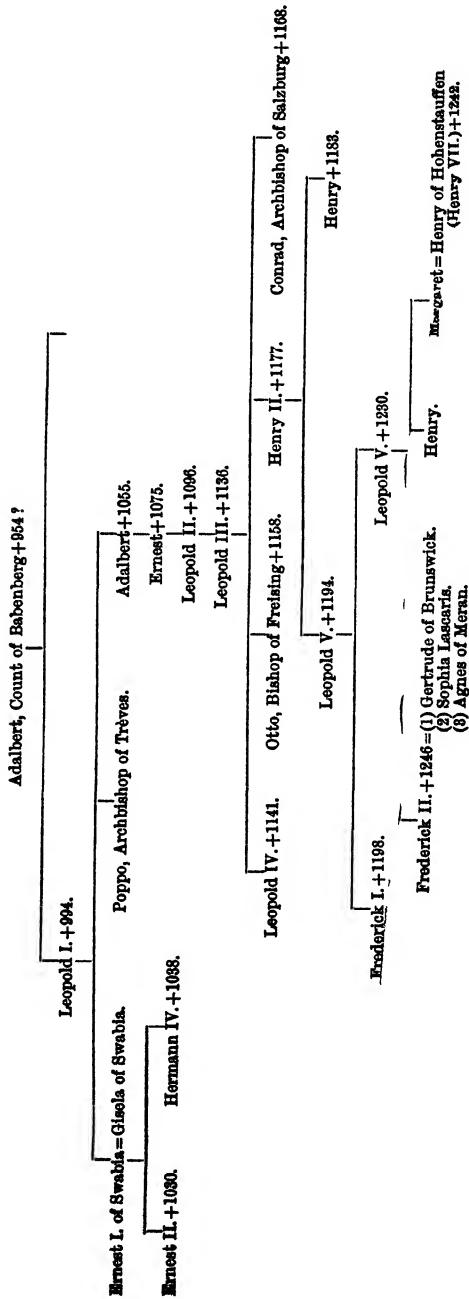 Adalbert, Count of Babenberg+954?
Leopold I.+994.
Ernest I. of Swabia=Gisela of Swabia.
Poppo, Archbishop of Trèves.
Adalbert+1055.
Ernest II.+1030.
Hermann IV.+1038.
Ernest+1075.
Leopold II.+1096.
Leopold III.+1136.
Leopold IV.+1141.
Otto, Bishop of Freising+1158.
Henry II.+1177.
Conrad, Archbishop of Salzburg+1168.
Leopold V.+1194.
Henry+1183.
Frederick I.+1198.
Leopold V.+1230.
Frederick II.+1246=(1) Gertrude of Brunswick.
(2) Sophia Lascaris.
(3) Agnes of Meran.
Henry.
Margaret=Henry of Hohenstauffen
(Henry VII.)+1242.